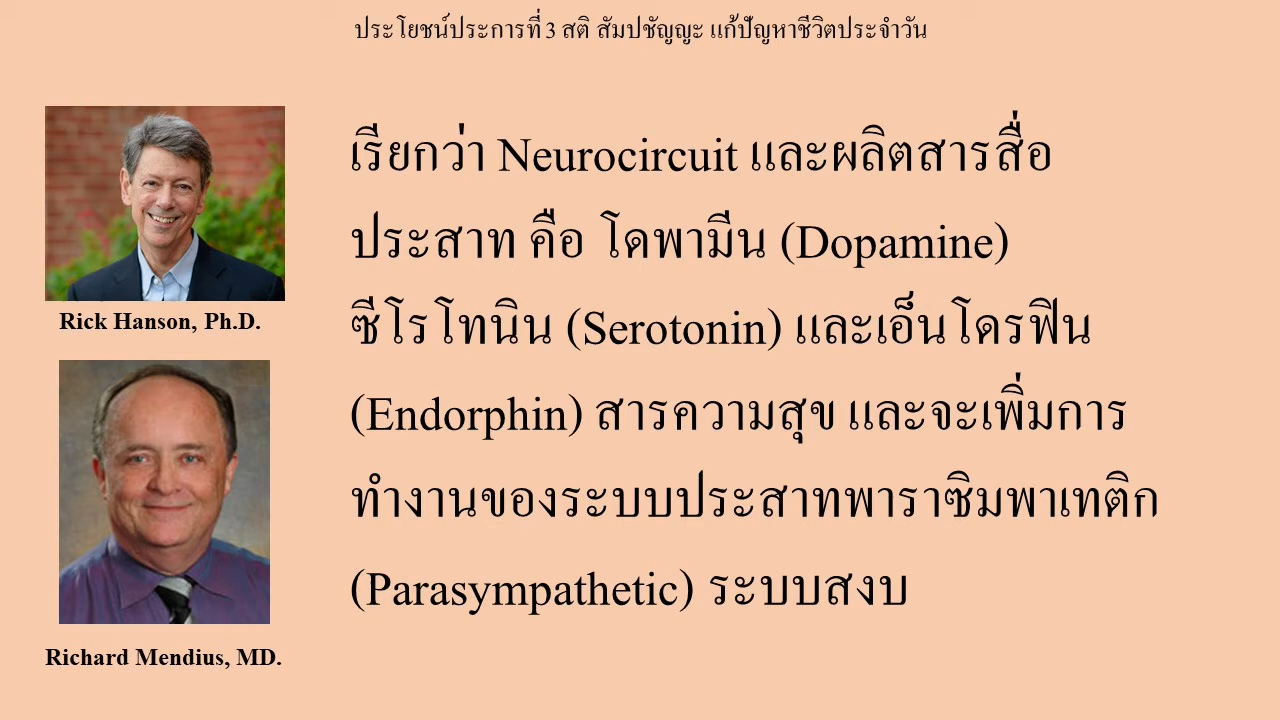 ประโยชน์ประการที่ 3 สติ สัมปชัญญะ แก้ปัญหาชีวิตประจำวัน
เรียกว่า Neurocircuit และผลิตสารสื่อ
ประสาท คือ โดพามีน (Dopamine)
ซีโรโทนิน (Serotonin) และเอ็นโดรฟิน
(Endorphin) สารความสุข และจะเพิ่มการ
ทำงานของระบบประสาทพาราซิมพาเทติก
(Parasympathetic) ระบบสงบ
Rick Hanson, Ph.D.
Richard Mendius, MD.